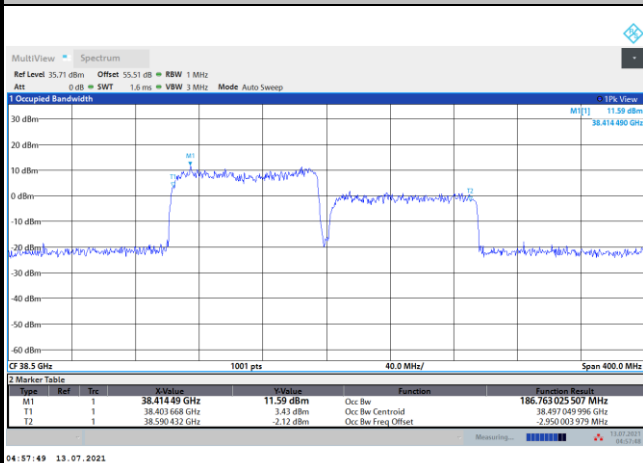 MultiView Spectrum
Ref Level 35.71 dBm Offset 55.51 dB RBW 1 MHz
Att 0 dB SWT 1.6 ms VBW 3 MHz Mode Auto Sweep
1 Occupied Bandwidth 1Pk View
M1[1] 11.59 dBm
38.414 490 GHz
30 dBm
20 dBm
M1
10 dBm
T1
0 dBm
T2
-10 dBm
-20 dBm
-30 dBm
-40 dBm
-50 dBm
-60 dBm
CF 38.5 GHz 1001 pts 40.0 MHz/ Span 400.0 MHz
2 Marker Table
Type Ref Trc X-Value Y-Value Function Function Result
M1 1 38.414 49 GHz 11.59 dBm Occ Bw 186.763 025 507 MHz
T1 1 38.403 668 GHz 3.43 dBm Occ Bw Centroid 38.497 049 996 GHz
T2 1 38.590 432 GHz -2.12 dBm Occ Bw Freq Offset -2.950 003 979 MHz
Measuring... 13.07.2021
04:57:48
04:57:49 13.07.2021